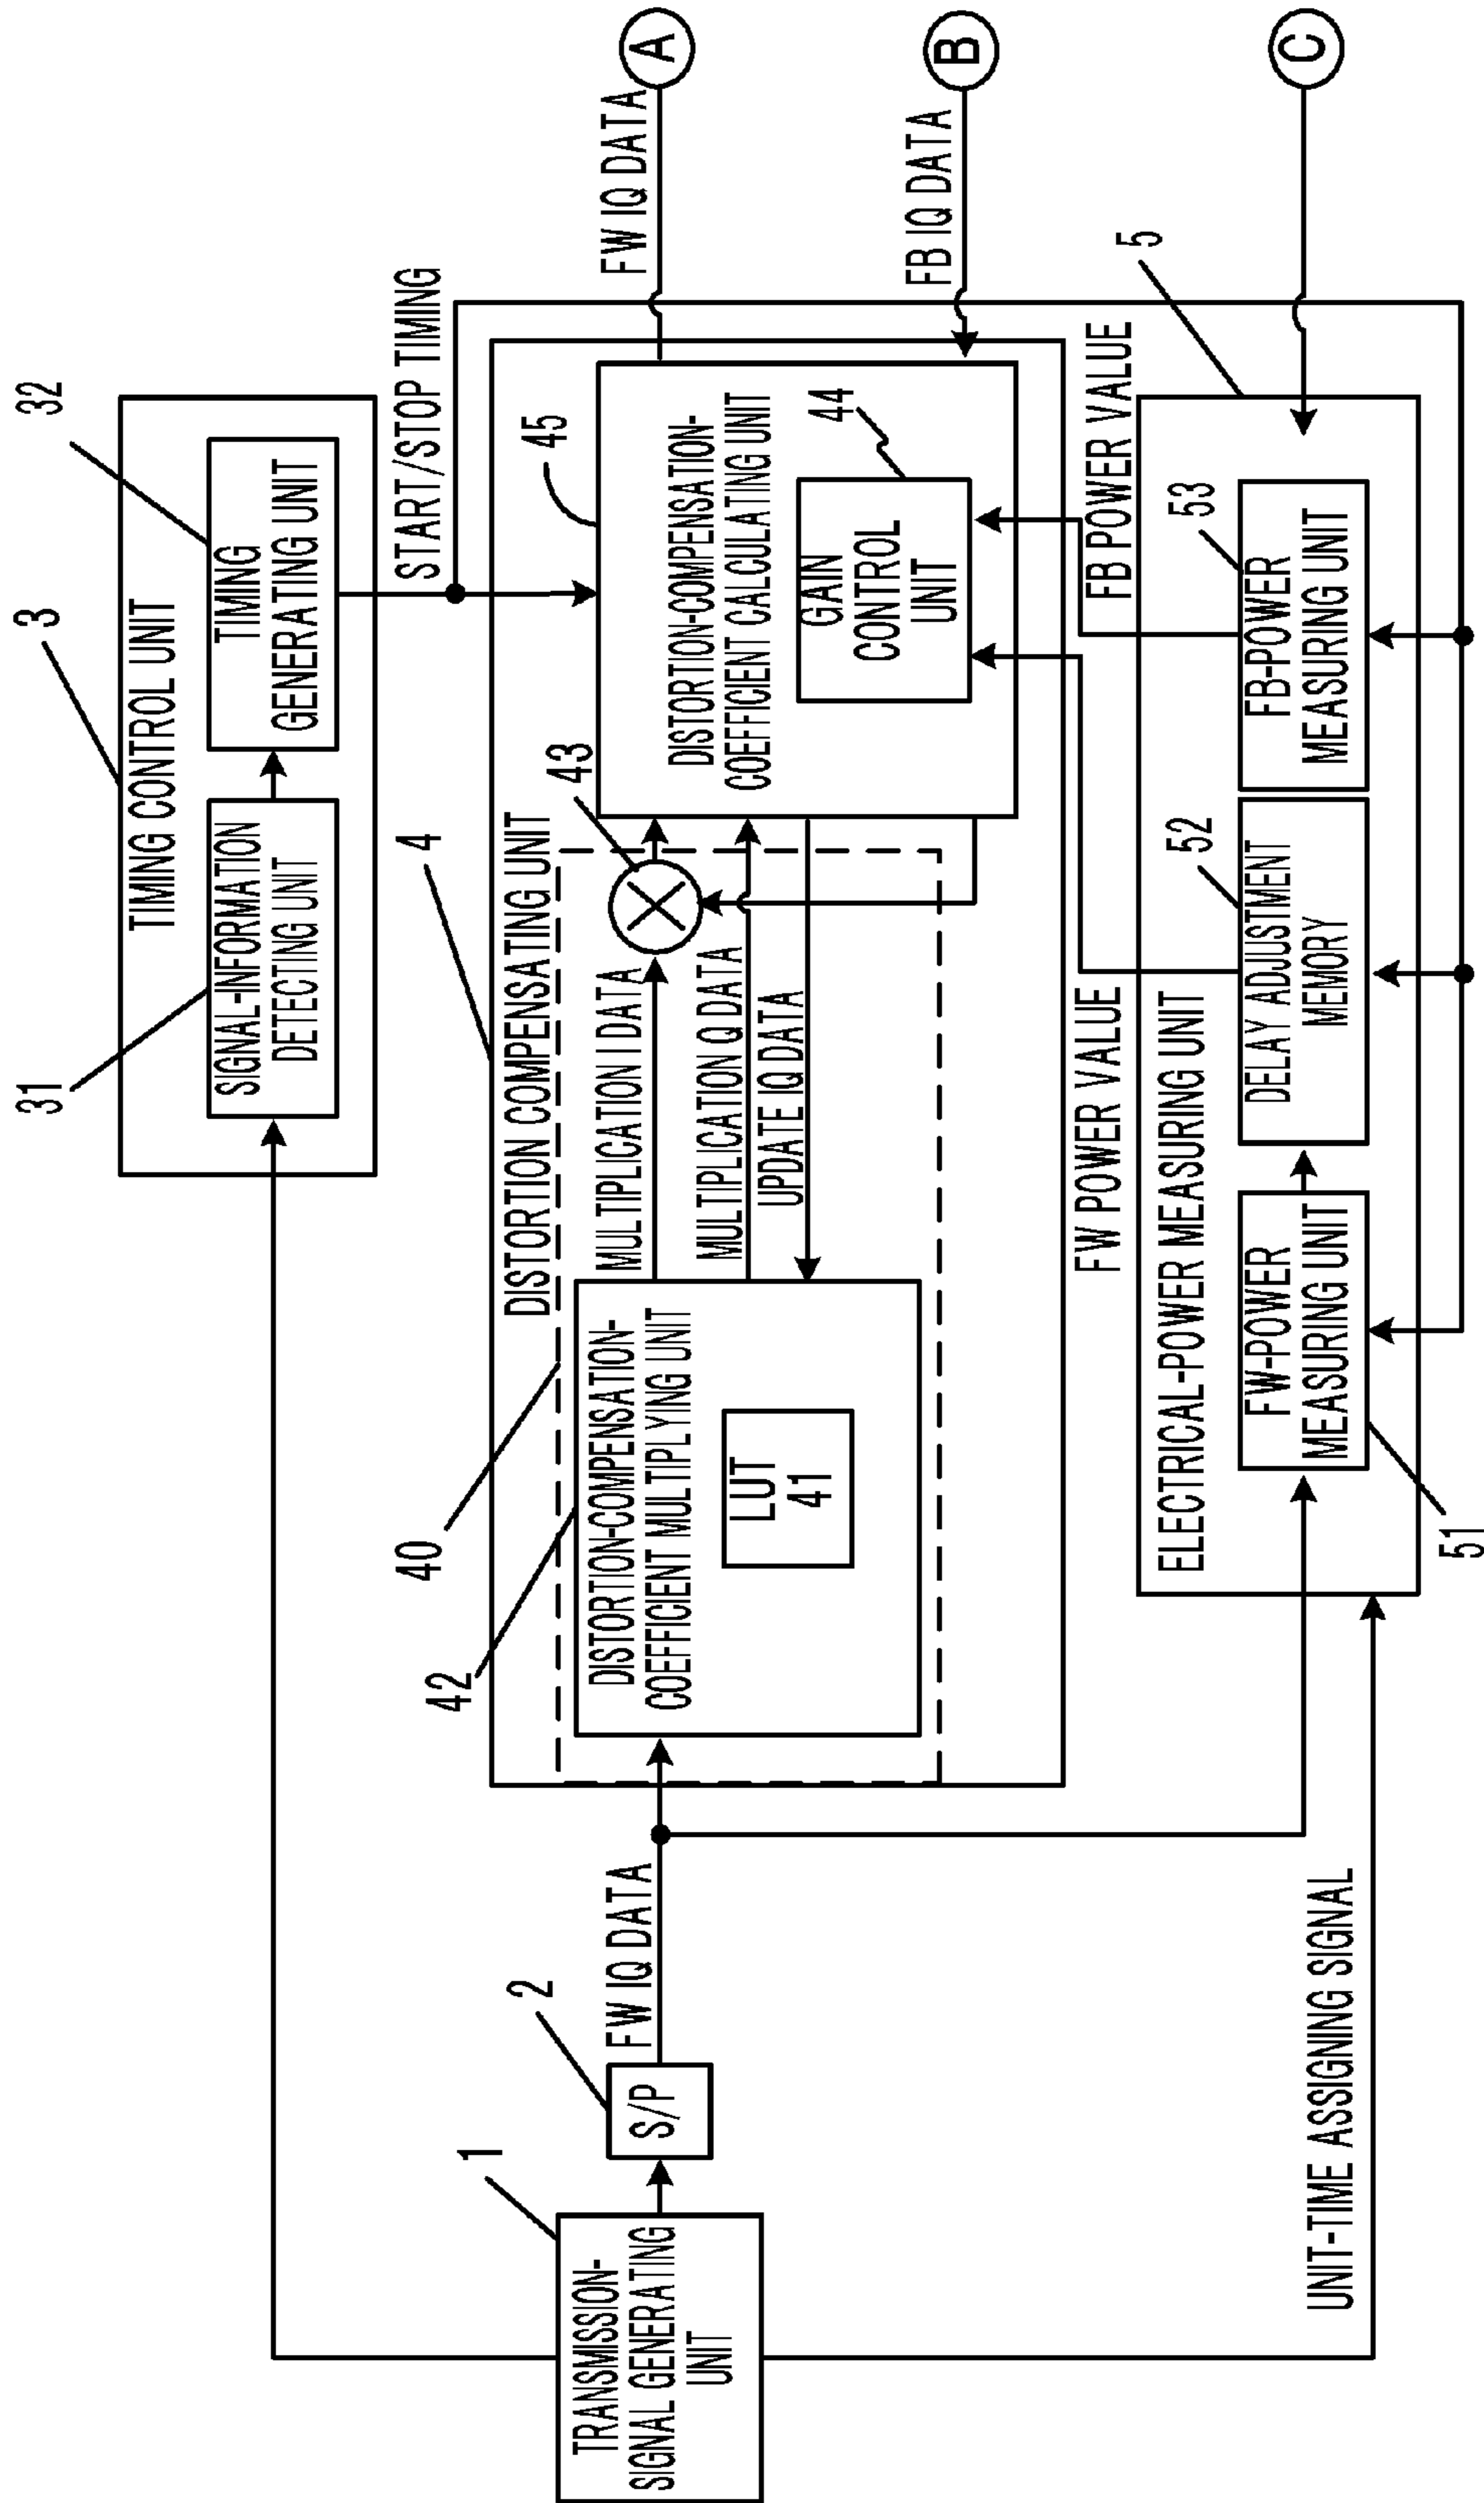 3
TIMING CONTROL UNIT
31
SIGNAL-INFORMATION
DETECTING UNIT
32
TIMING
GENERATING UNIT
START/STOP TIMING
1
TRANSMISSION-
SIGNAL GENERATING
UNIT
2
S/P
FW IQ DATA
40
4
DISTORTION COMPENSATING UNIT
42
DISTORTION-COMPENSATION-
COEFFICIENT MULTIPLYING UNIT
LUT
41
MULTIPLICATION I DATA
MULTIPLICATION Q DATA
UPDATE IQ DATA
43
45
DISTORTION-COMPENSATION-
COEFFICIENT CALCULATING UNIT
GAIN
CONTROL
UNIT
44
FW IQ DATA
A
FB IQ DATA
B
FW POWER VALUE
FB POWER VALUE
5
C
ELECTRICAL-POWER MEASURING UNIT
FW-POWER
MEASURING UNIT
51
52
DELAY ADJUSTMENT
MEMORY
53
FB-POWER
MEASURING UNIT
UNIT-TIME ASSIGNING SIGNAL